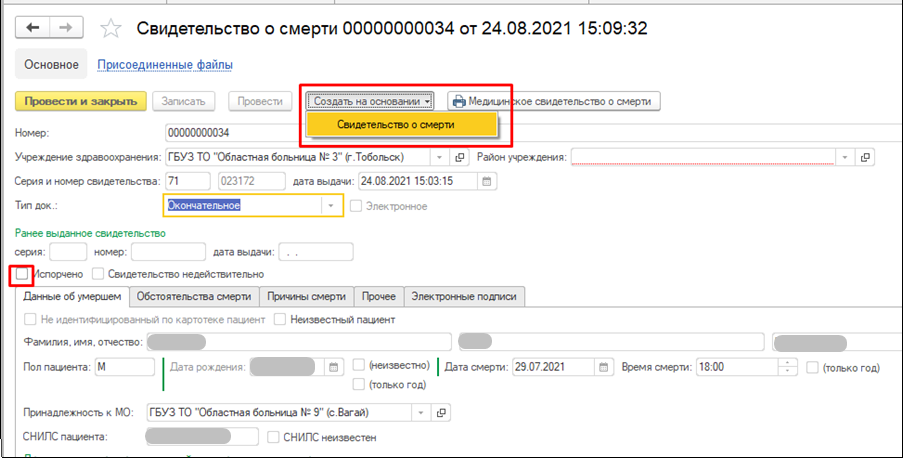 Свидетельство о смерти 00000000034 от 24.08.2021 15:09:32
Основное Присоединенные файлы
Провести и закрыть Записать Провести Создать на основании Медицинское свидетельство о смерти
Свидетельство о смерти
Номер: 00000000034
Учреждение здравоохранения: ГБУЗ ТО "Областная больница № 3" (г.Тобольск) Район учреждения:
Серия и номер свидетельства: 71 023172 дата выдачи: 24.08.2021 15:03:15
Тип док.: Окончательное Электронное
Ранее выданное свидетельство
серия: номер: дата выдачи: . .
Испорчено Свидетельство недействительно
Данные об умершем Обстоятельства смерти Причины смерти Прочее Электронные подписи
Не идентифицированный по картотеке пациент Неизвестный пациент
Фамилия, имя, отчество:
Пол пациента: М Дата рождения: (неизвестно) Дата смерти: 29.07.2021 Время смерти: 18:00 (только год)
(только год)
Принадлежность к МО: ГБУЗ ТО "Областная больница № 9" (с.Вагай)
СНИЛС пациента: СНИЛС неизвестен